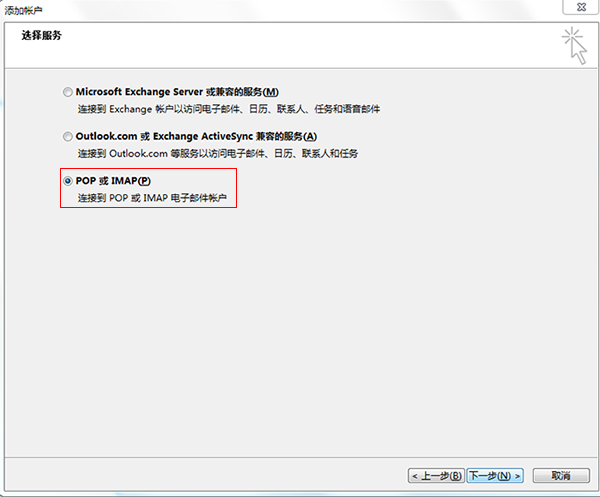 添加帐户
选择服务
Microsoft Exchange Server 或兼容的服务(M)
连接到 Exchange 帐户以访问电子邮件、日历、联系人、任务和语音邮件
Outlook.com 或 Exchange ActiveSync 兼容的服务(A)
连接到 Outlook.com 等服务以访问电子邮件、日历、联系人和任务
POP 或 IMAP(P)
连接到 POP 或 IMAP 电子邮件帐户
< 上一步(B) 下一步(N) > 取消